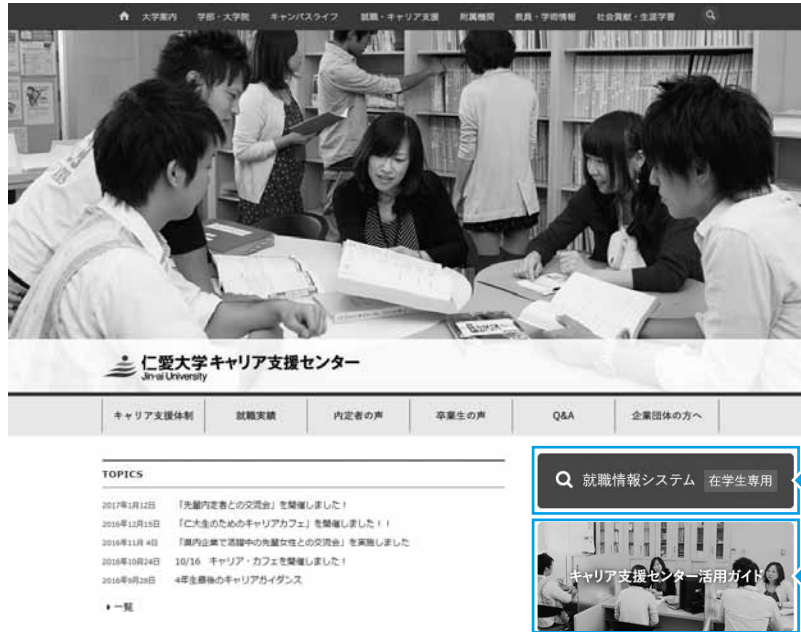 大学案内 学部・大学院 キャンパスライフ 就職・キャリア支援 附属機関 教員・学術情報 社会貢献・生涯学習
仁愛大学 キャリア支援センター
Jin-ai University
キャリア支援体制 就職実績 内定者の声 卒業生の声 Q&A 企業団体の方へ
TOPICS
2017年1月12日 「先輩内定者との交流会」を開催しました！
2016年12月15日 「仁大生のためのキャリアカフェ」を開催しました！！
2016年11月 4日 「県内企業で活躍中の先輩女性との交流会」を実施しました
2016年10月24日 10/16 キャリア・カフェを開催しました！
2016年9月28日 4年生最後のキャリアガイダンス
一覧
就職情報システム 在学生専用
キャリア支援センター活用ガイド